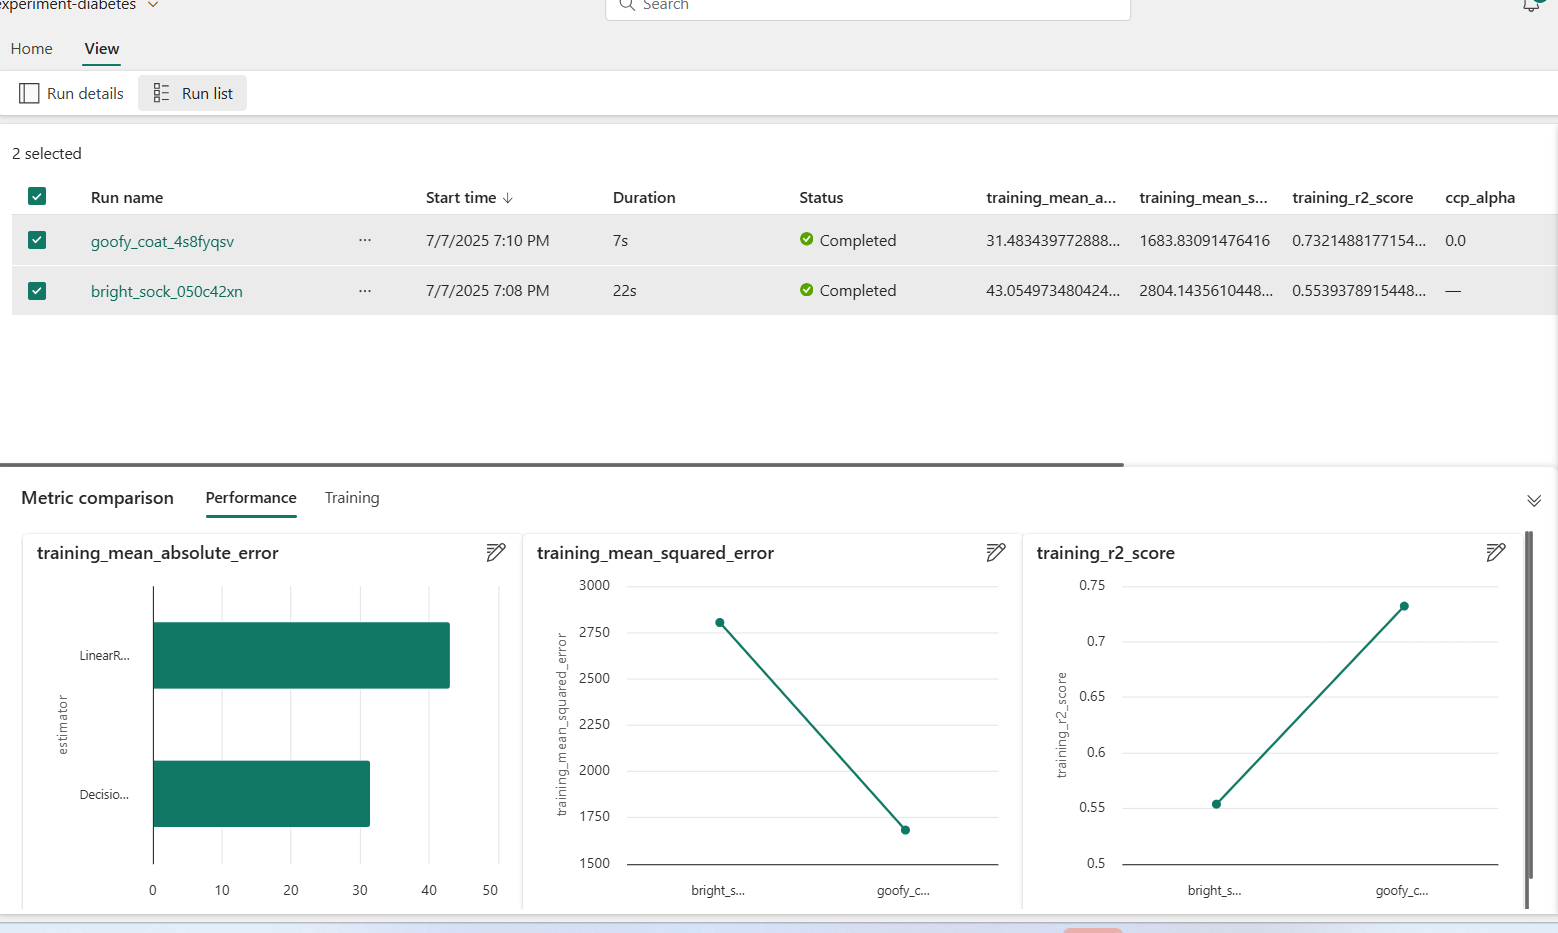 experiment-diabetes
Search
Home View
Run details Run list
2 selected
Run name Start time ↓ Duration Status training_mean_a... training_mean_s... training_r2_score ccp_alpha
goofy_coat_4s8fyqsv ... 7/7/2025 7:10 PM 7s Completed 31.483439772888... 1683.83091476416 0.7321488177154... 0.0
bright_sock_050c42xn ... 7/7/2025 7:08 PM 22s Completed 43.054973480424... 2804.1435610448... 0.5539378915448... —
Metric comparison Performance Training
training_mean_absolute_error
estimator
LinearR...
Decisio...
0 10 20 30 40 50
training_mean_squared_error
training_mean_squared_error
3000
2750
2500
2250
2000
1750
1500
bright_s... goofy_c...
training_r2_score
training_r2_score
0.75
0.7
0.65
0.6
0.55
0.5
bright_s... goofy_c...